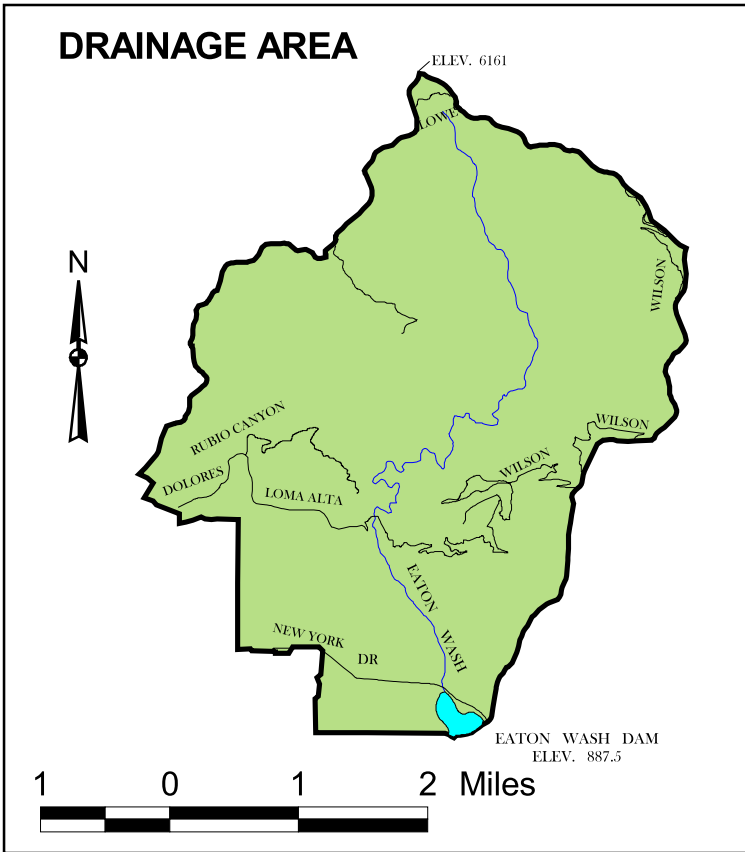 DRAINAGE AREA
ELEV. 6161
LOWE
N
WILSON
RUBIO CANYON
WILSON
DOLORES
WILSON
LOMA ALTA
EATON WASH
NEW YORK DR
EATON WASH DAM
ELEV. 887.5
1 0 1 2 Miles